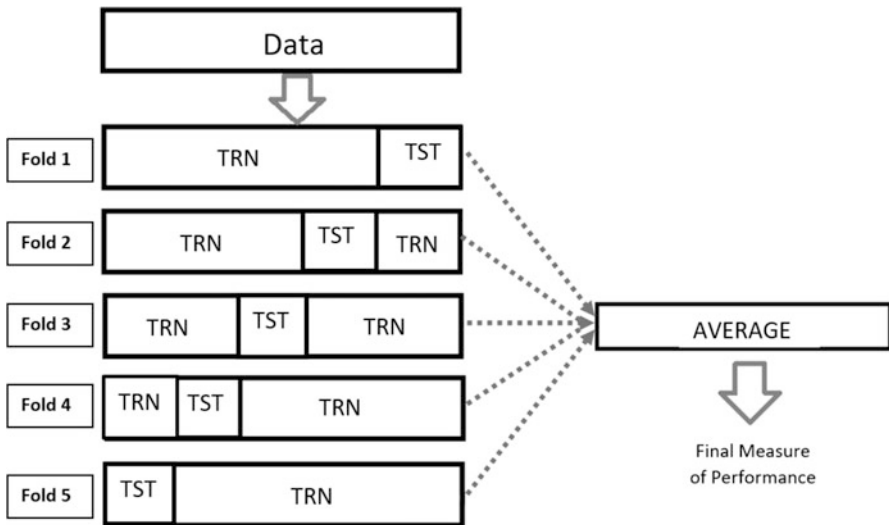 Data
Fold 1
TRN
TST
Fold 2
TRN
TST
TRN
Fold 3
TRN
TST
TRN
AVERAGE
Fold 4
TRN
TST
TRN
Final Measure
of Performance
Fold 5
TST
TRN